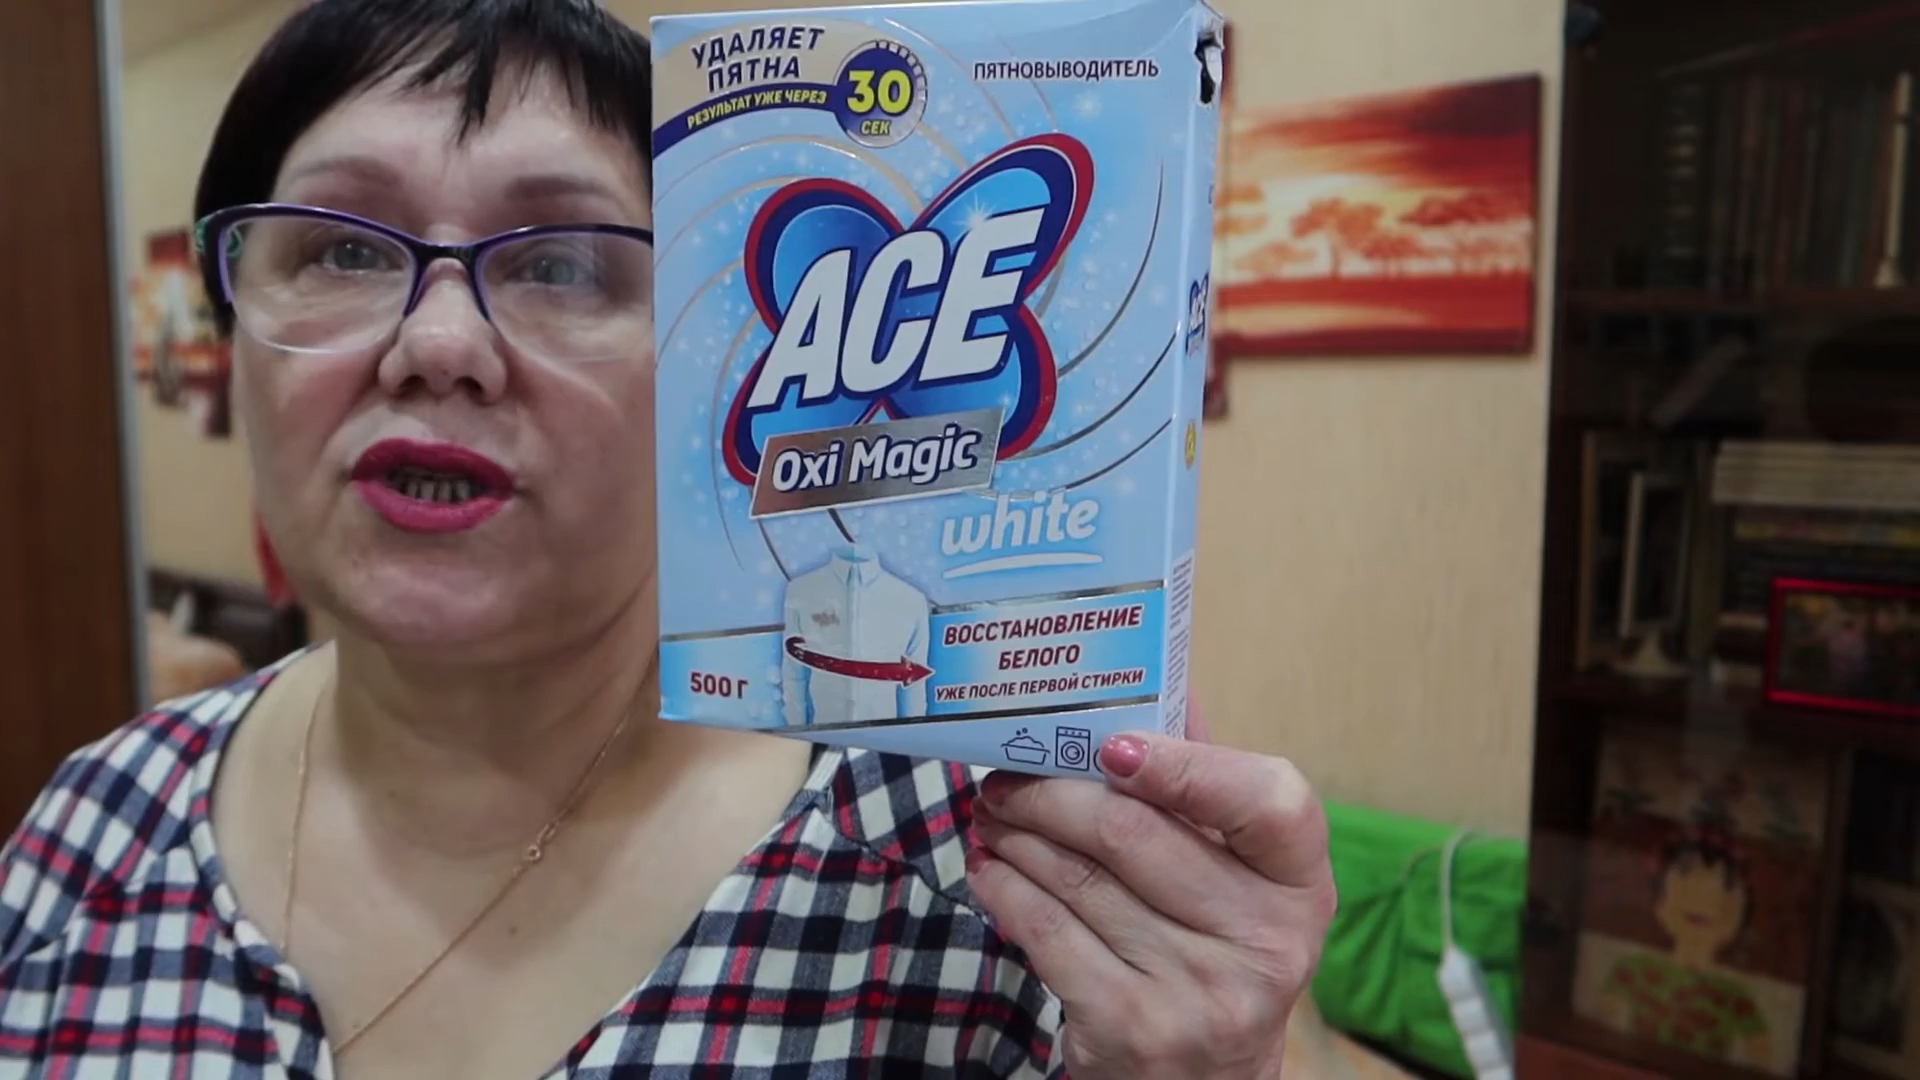 УДАЛЯЕТ
ПЯТНА
РЕЗУЛЬТАТ УЖЕ ЧЕРЕЗ
30
СЕК
ПЯТНОВЫВОДИТЕЛЬ
ACE
Oxi Magic
white
ВОССТАНОВЛЕНИЕ
БЕЛОГО
УЖЕ ПОСЛЕ ПЕРВОЙ СТИРКИ
500 г
ACE